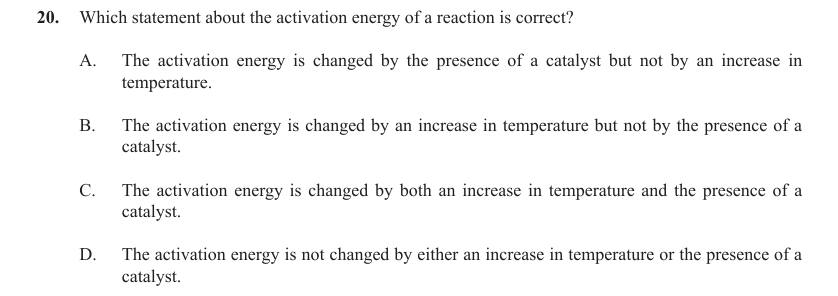 20. Which statement about the activation energy of a reaction is correct?
A. The activation energy is changed by the presence of a catalyst but not by an increase in
temperature.
B. The activation energy is changed by an increase in temperature but not by the presence of a
catalyst.
C. The activation energy is changed by both an increase in temperature and the presence of a
catalyst.
D. The activation energy is not changed by either an increase in temperature or the presence of a
catalyst.